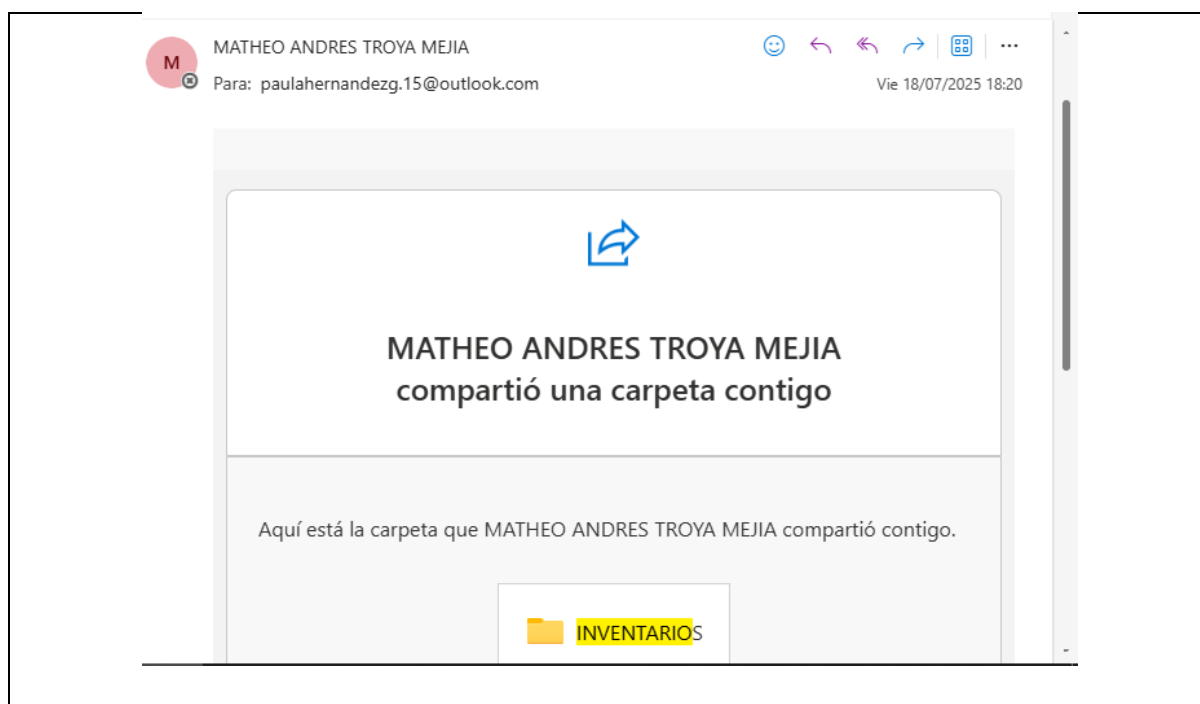 MATHEO ANDRES TROYA MEJIA
M
Para: paulahernandezg.15@outlook.com
Vie 18/07/2025 18:20
MATHEO ANDRES TROYA MEJIA
compartió una carpeta contigo
Aquí está la carpeta que MATHEO ANDRES TROYA MEJIA compartió contigo.
INVENTARIOS